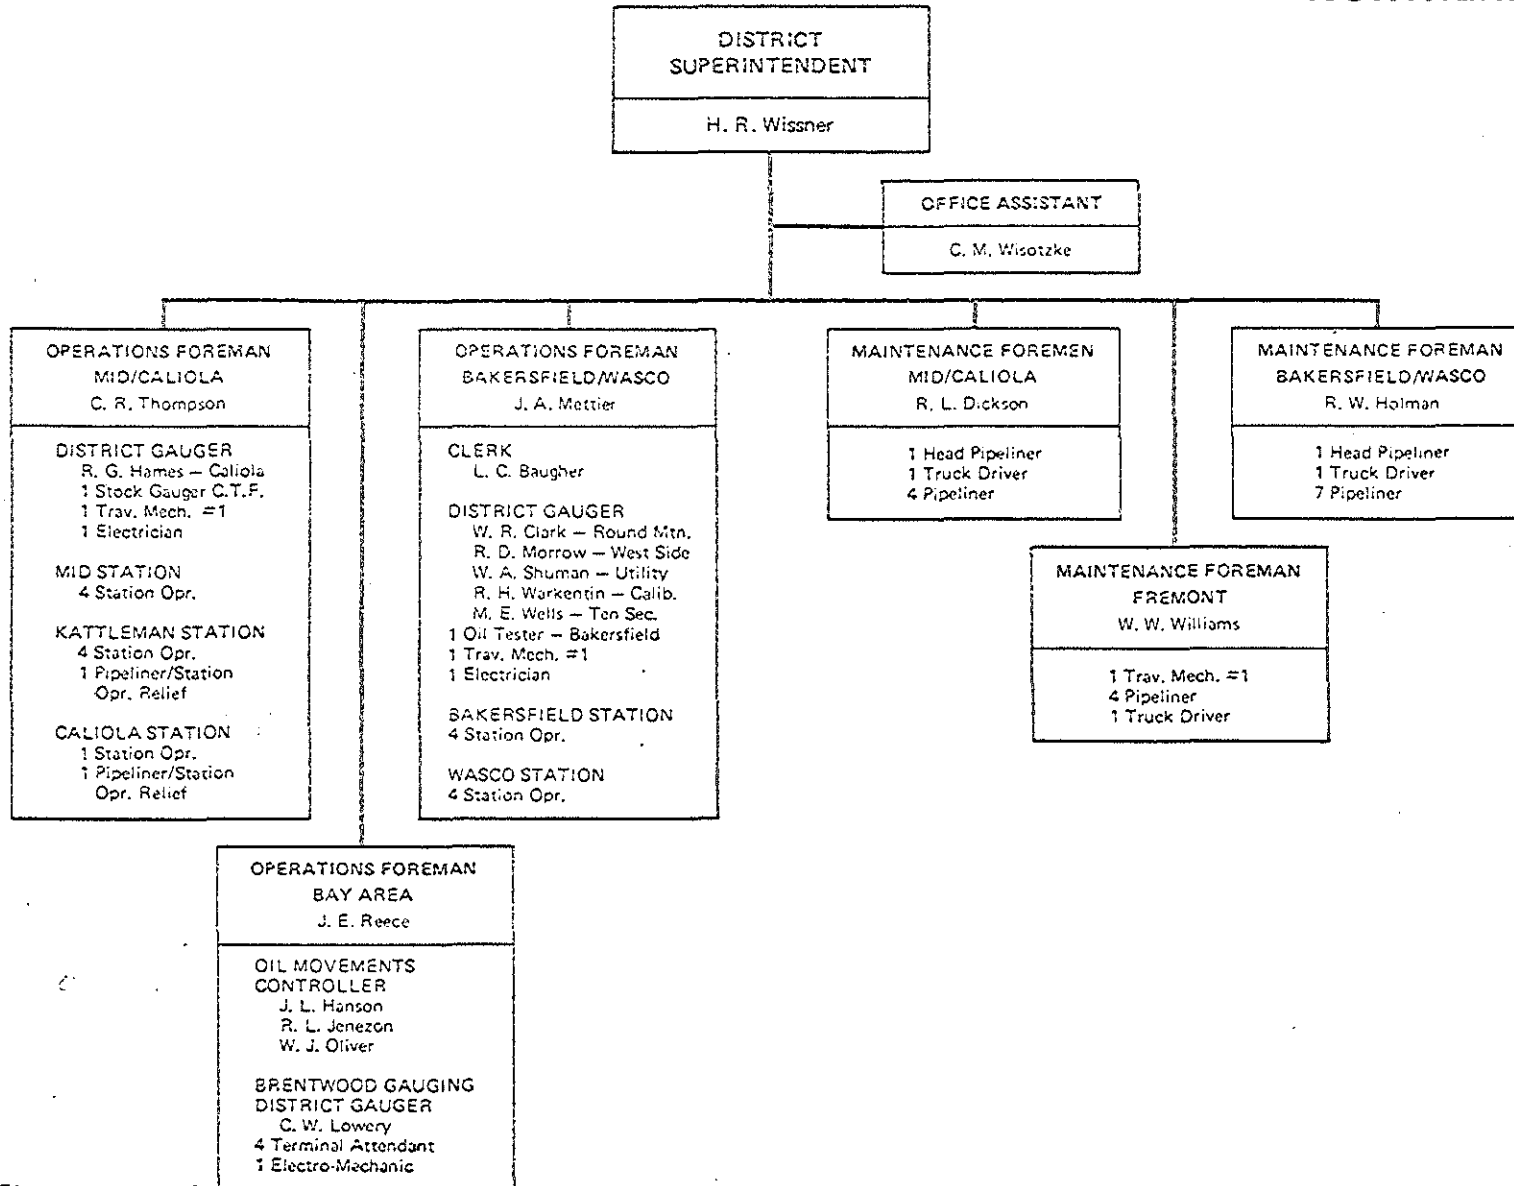 DISTRICT
SUPERINTENDENT
H. R. Wissner
OFFICE ASSISTANT
C. M. Wisotzke
OPERATIONS FOREMAN
MID/CALIOLA
C. R. Thompson
DISTRICT GAUGER
R. G. Hames — Caliola
1 Stock Gauger C.T.F.
1 Trav. Mech. #1
1 Electrician
MID STATION
4 Station Opr.
KATTLEMAN STATION
4 Station Opr.
1 Pipeliner/Station
Opr. Relief
CALIOLA STATION
1 Station Opr.
1 Pipeliner/Station
Opr. Relief
OPERATIONS FOREMAN
BAKERSFIELD/WASCO
J. A. Mettier
CLERK
L. C. Baugher
DISTRICT GAUGER
W. R. Clark — Round Mtn.
R. D. Morrow — West Side
W. A. Shuman — Utility
R. H. Warkentin — Calib.
M. E. Wells — Ten Sec.
1 Oil Tester — Bakersfield
1 Trav. Mech. #1
1 Electrician
BAKERSFIELD STATION
4 Station Opr.
WASCO STATION
4 Station Opr.
MAINTENANCE FOREMEN
MID/CALIOLA
R. L. Dickson
1 Head Pipeliner
1 Truck Driver
4 Pipeliner
MAINTENANCE FOREMAN
BAKERSFIELD/WASCO
R. W. Holman
1 Head Pipeliner
1 Truck Driver
7 Pipeliner
MAINTENANCE FOREMAN
FREMONT
W. W. Williams
1 Trav. Mech. #1
4 Pipeliner
1 Truck Driver
OPERATIONS FOREMAN
BAY AREA
J. E. Reece
OIL MOVEMENTS
CONTROLLER
J. L. Hanson
R. L. Jenezon
W. J. Oliver
BRENTWOOD GAUGING
DISTRICT GAUGER
C. W. Lowery
4 Terminal Attendant
1 Electro-Mechanic